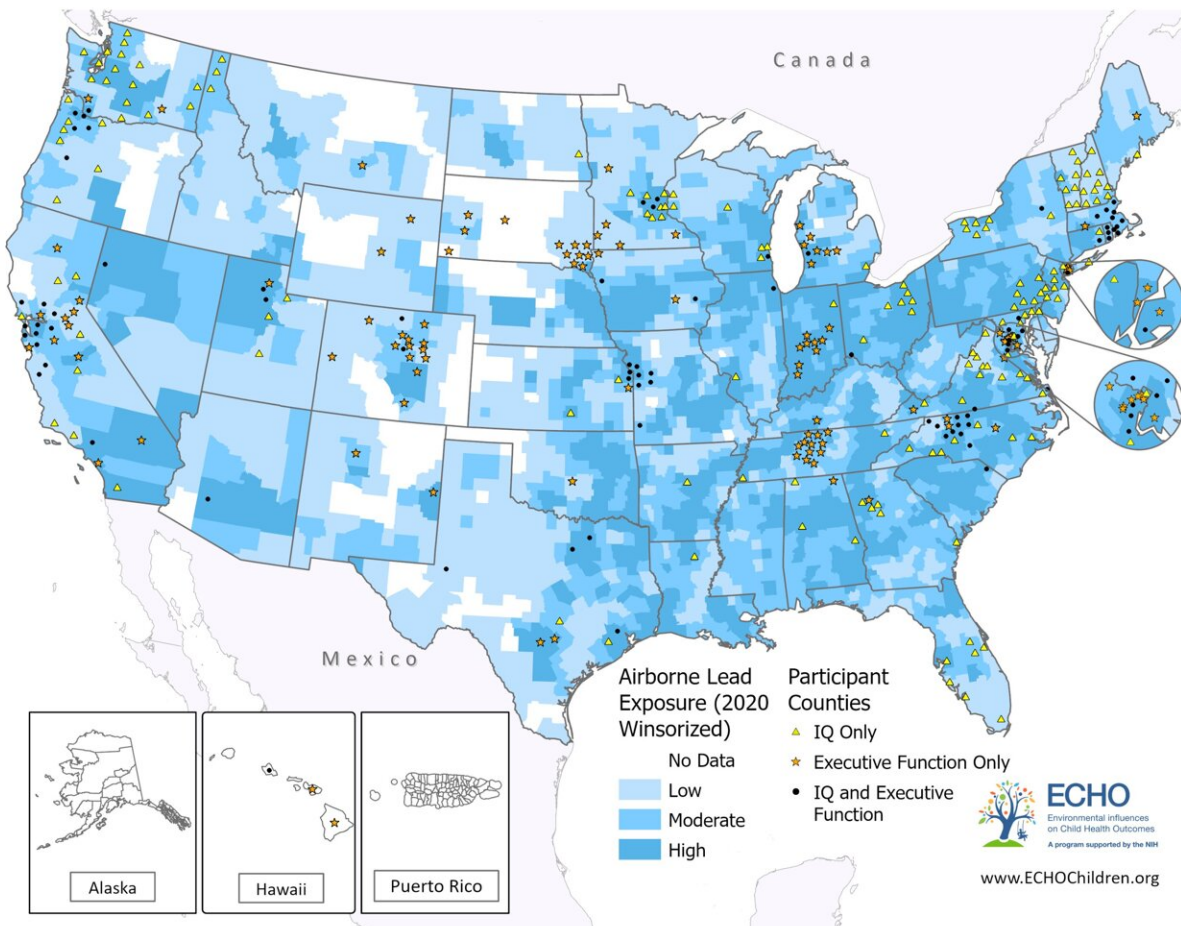 Canada
Mexico
Airborne Lead
Exposure (2020
Winsorized)
No Data
Low
Moderate
High
Participant
Counties
IQ Only
Executive Function Only
IQ and Executive
Function
ECHO
Environmental influences
on Child Health Outcomes
A program supported by the NIH
www.ECHOChildren.org
Alaska
Hawaii
Puerto Rico